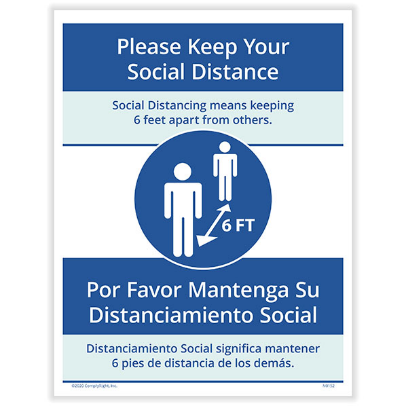 Please Keep Your
Social Distance
Social Distancing means keeping
6 feet apart from others.
6 FT
Por Favor Mantenga Su
Distanciamiento Social
Distanciamiento Social significa mantener
6 pies de distancia de los demás.
©2020 ComplyRight, Inc.